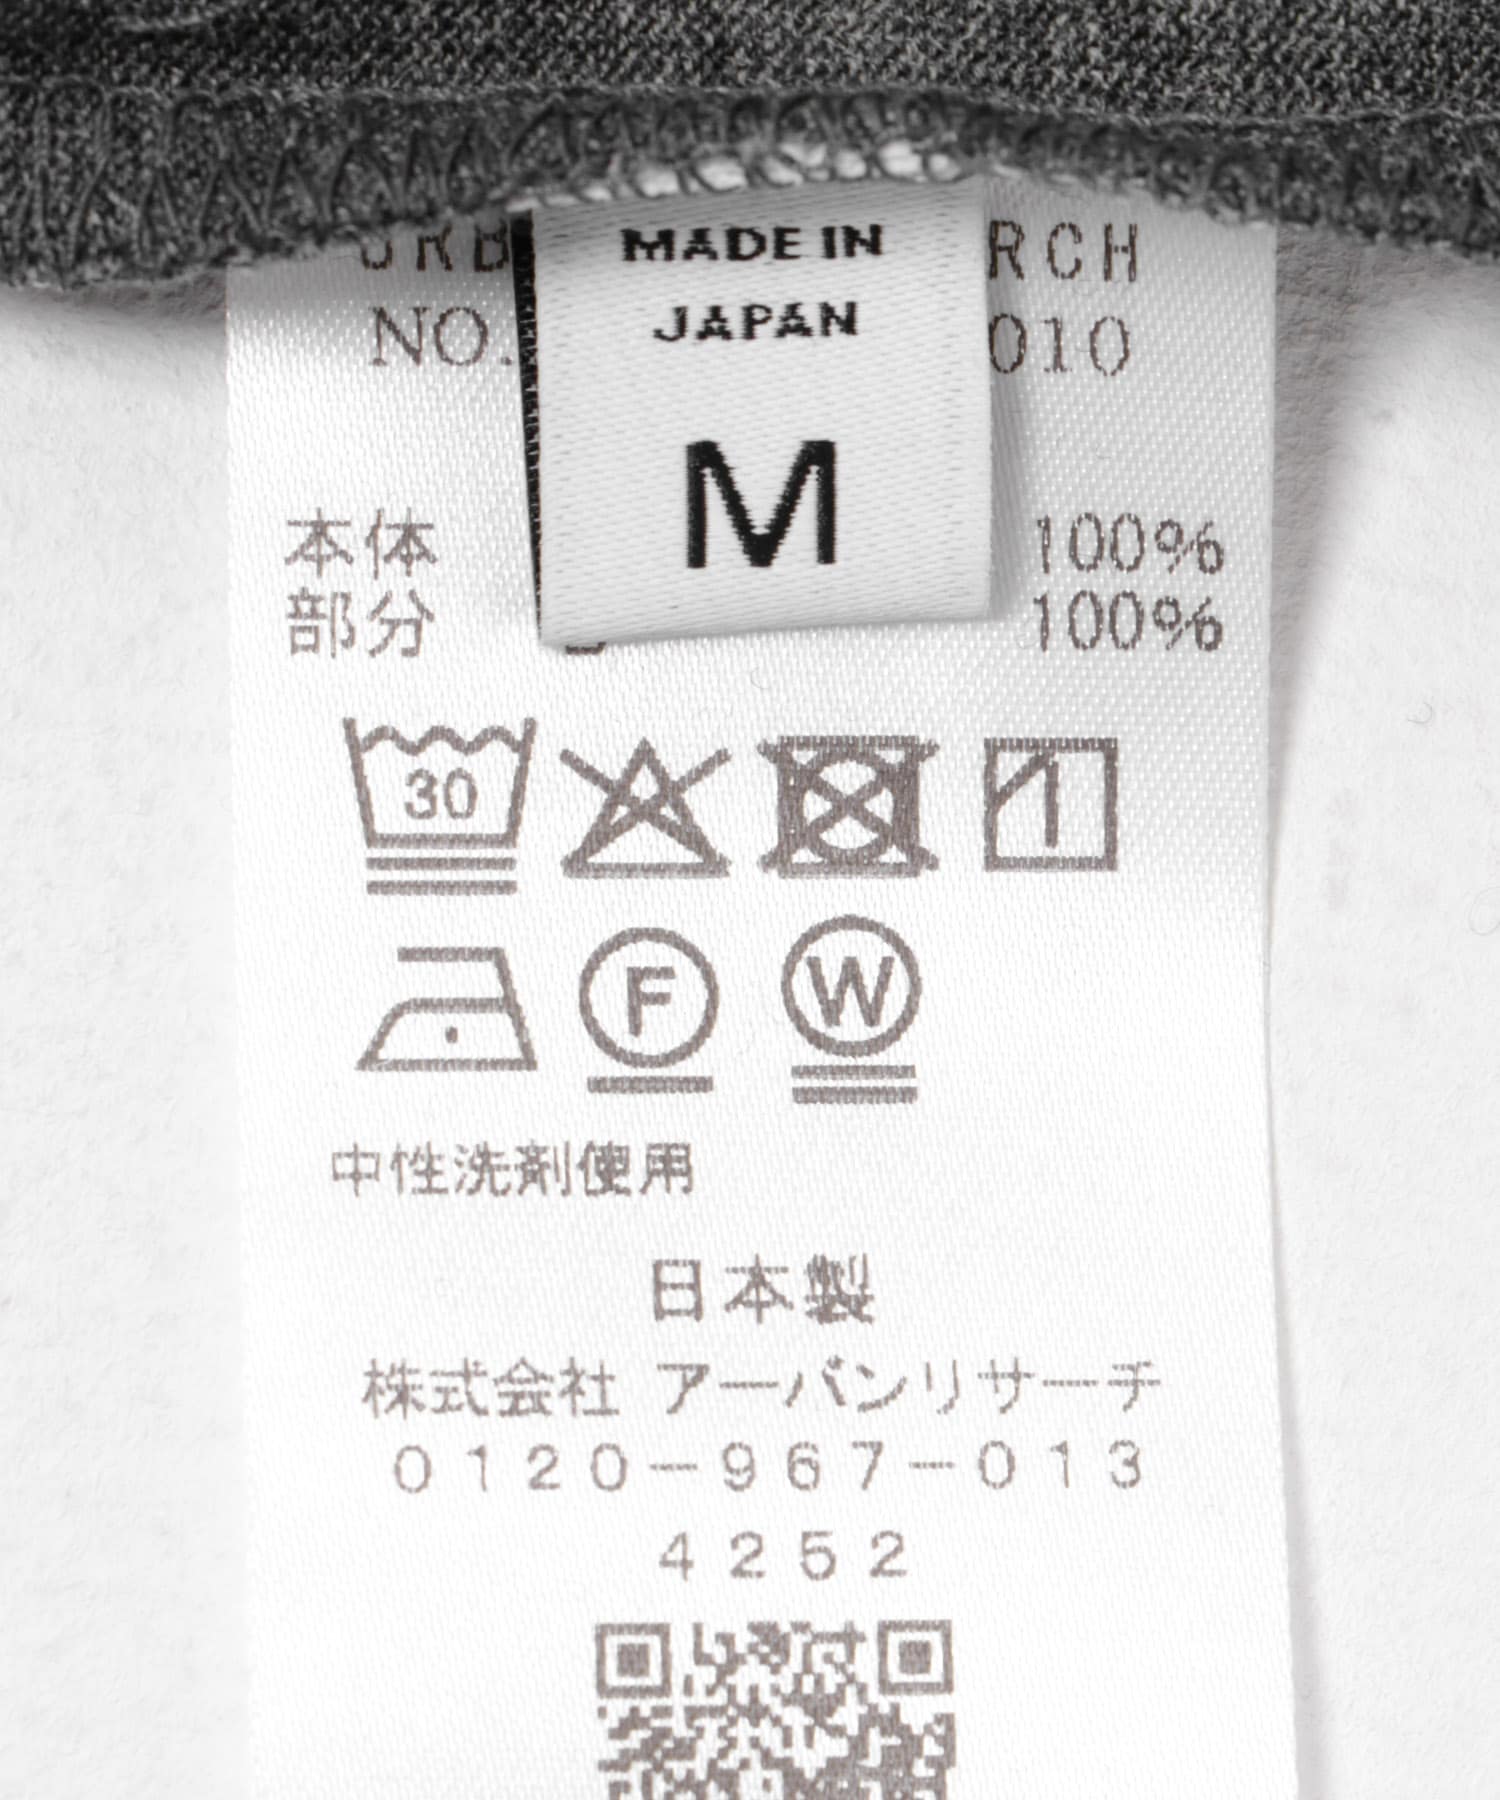 MADE IN
JAPAN
M
NO.
010
本体 100%
部分 100%
30
F W
中性洗剤使用
日本製
株式会社 アーバンリサーチ
0120-967-013
4252